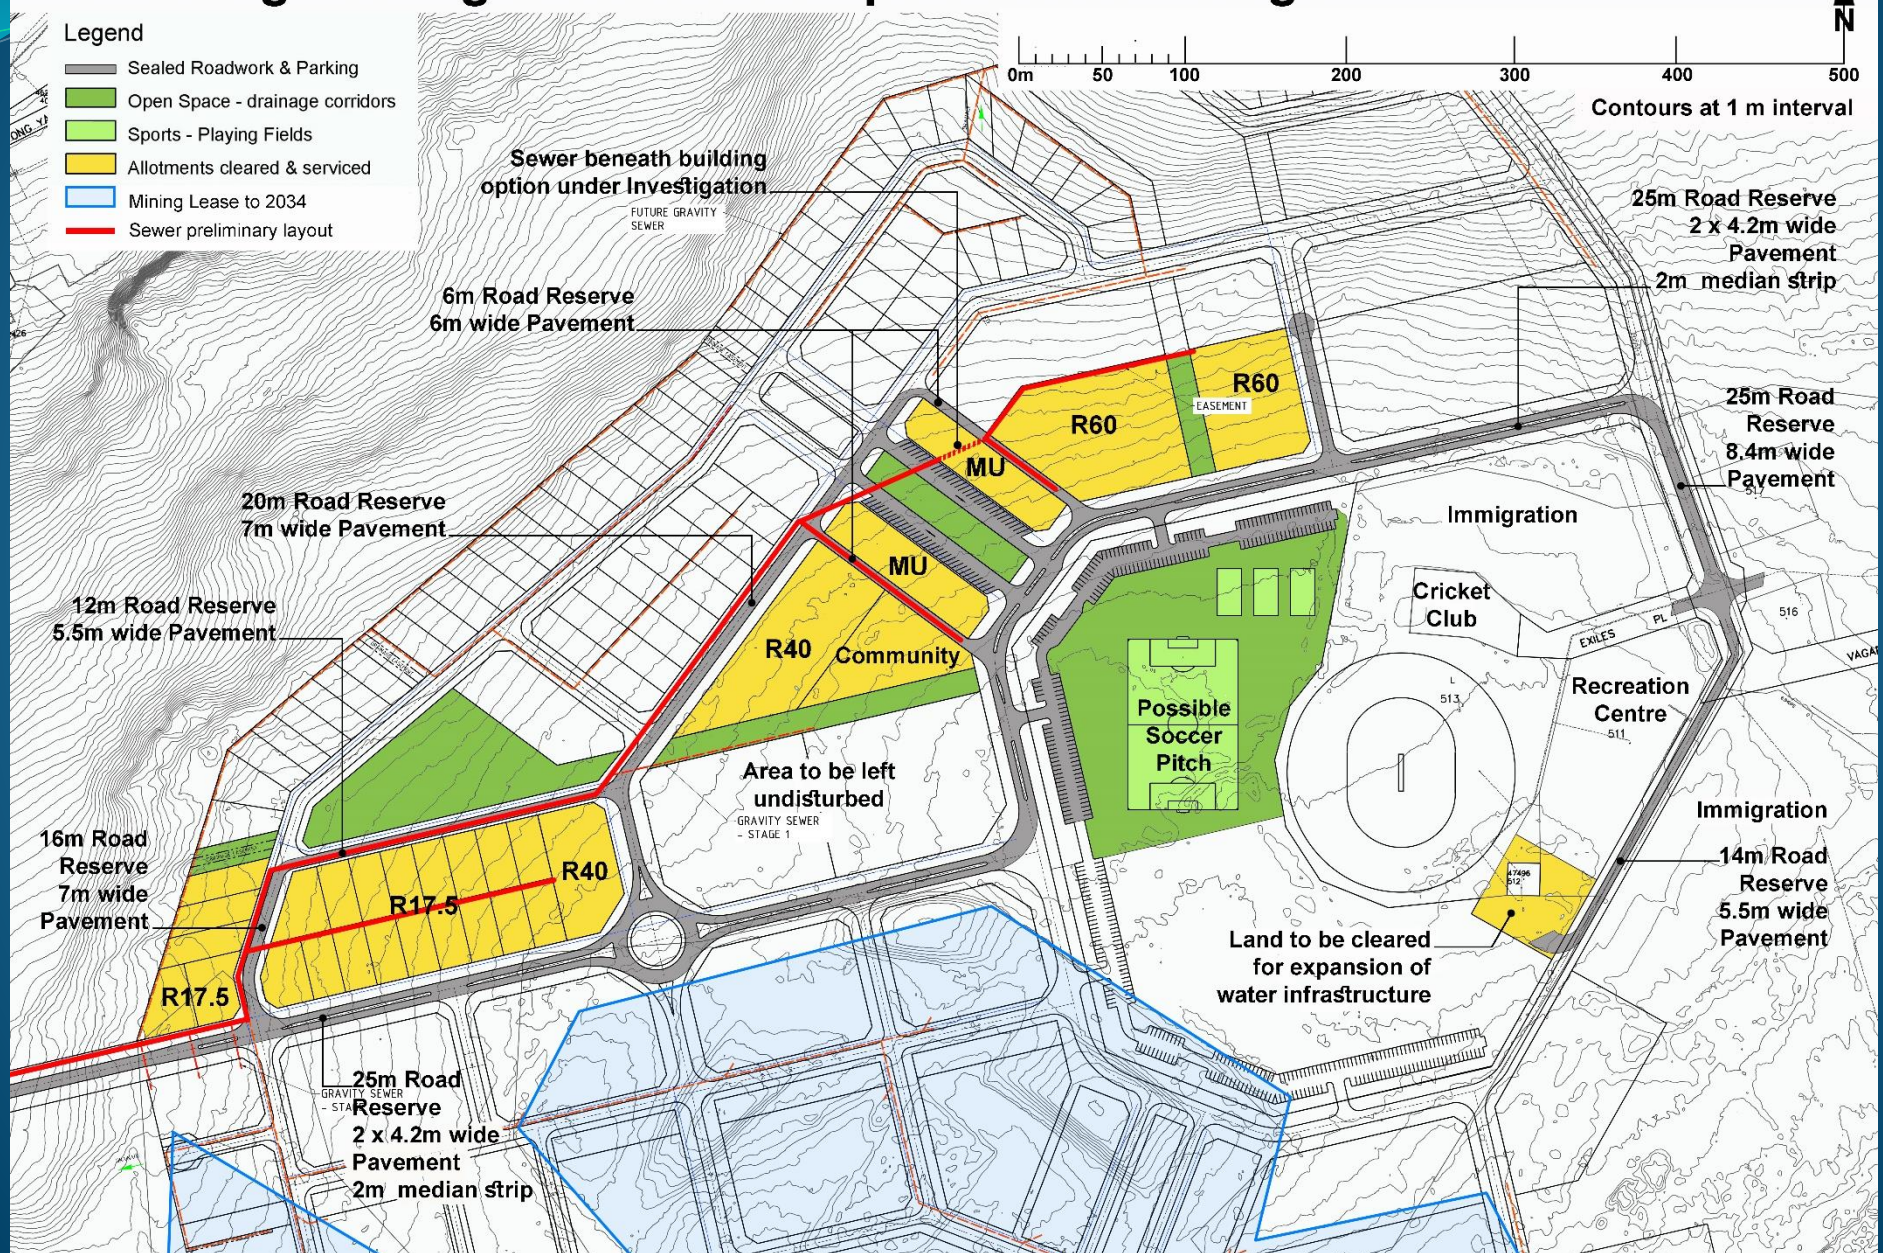 Legend
Sealed Roadwork & Parking
Open Space - drainage corridors
Sports - Playing Fields
Allotments cleared & serviced
Mining Lease to 2034
Sewer preliminary layout
N
0m 50 100 200 300 400 500
Contours at 1 m interval
Sewer beneath building
option under Investigation
FUTURE GRAVITY
SEWER
25m Road Reserve
2 x 4.2m wide
Pavement
2m median strip
6m Road Reserve
6m wide Pavement
R60
EASEMENT
R60
25m Road
Reserve
8.4m wide
Pavement
517
MU
20m Road Reserve
7m wide Pavement
Immigration
MU
Cricket
Club
516
EXILES PL
12m Road Reserve
5.5m wide Pavement
R40
Community
Recreation
Centre
511
513
Possible
Soccer
Pitch
Area to be left
undisturbed
GRAVITY SEWER
- STAGE 1
Immigration
16m Road
Reserve
7m wide
Pavement
R40
R17.5
14m Road
Reserve
5.5m wide
Pavement
47496
512
Land to be cleared
for expansion of
water infrastructure
R17.5
25m Road
Reserve
2 x 4.2m wide
Pavement
2m median strip
GRAVITY SEWER